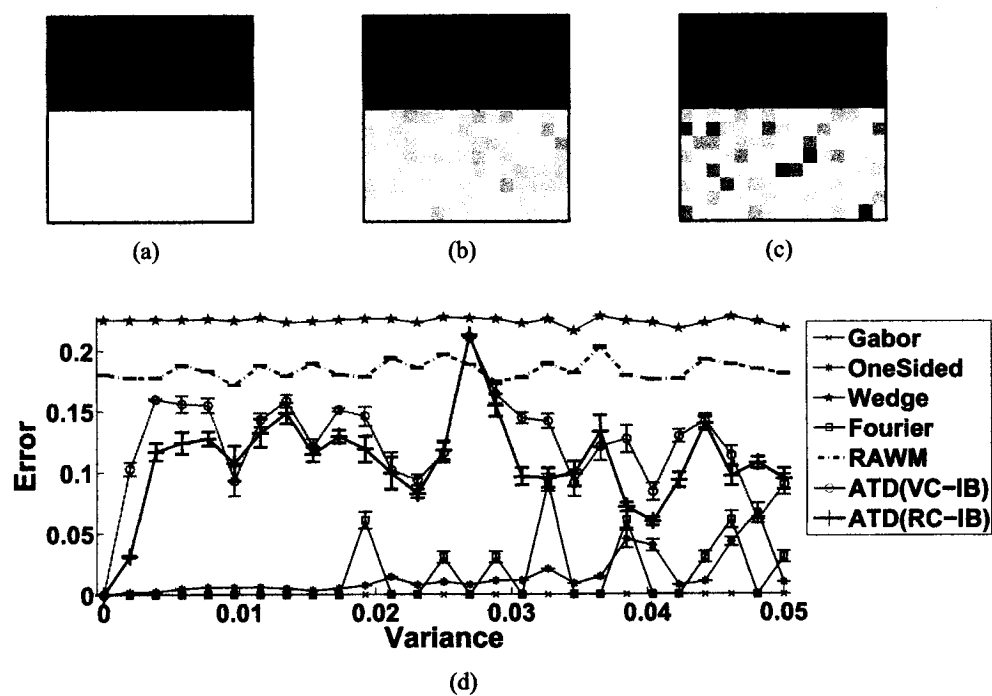 (a)
(b)
(c)
Error
0.2
0.15
0.1
0.05
0
0
0.01
0.02
0.03
0.04
0.05
Variance
Gabor
OneSided
Wedge
Fourier
RAWM
ATD(VC-IB)
ATD(RC-IB)
(d)